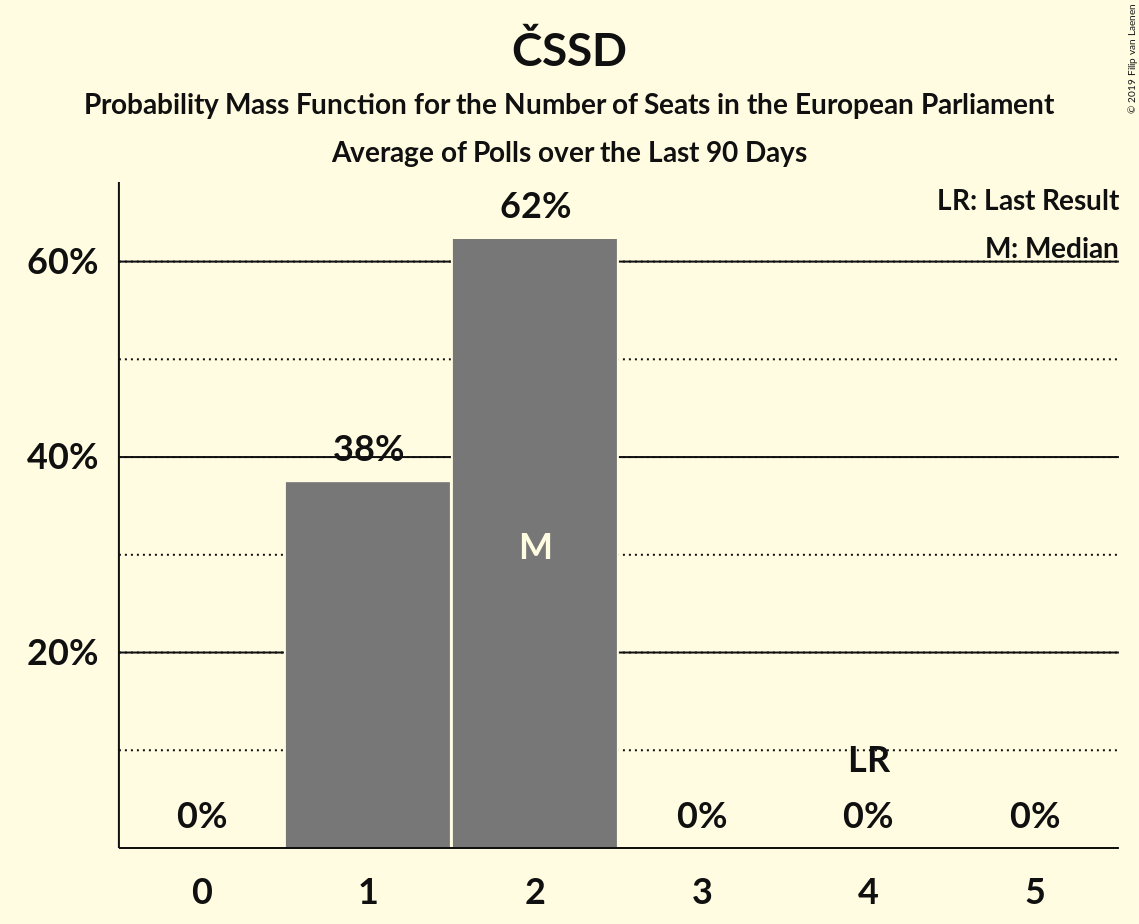 ČSSD
Probability Mass Function for the Number of Seats in the European Parliament
Average of Polls over the Last 90 Days
© 2019 Filip van Laenen
LR: Last Result
M: Median
62%
60%
38%
40%
M
20%
LR
0%
0%
0%
0%
0 1 2 3 4 5